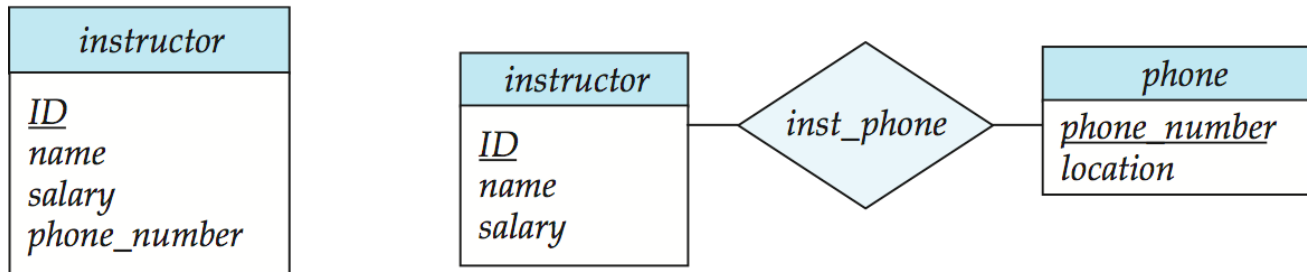 instructor
ID
name
salary
phone_number
instructor
ID
name
salary
inst_phone
phone
phone_number
location